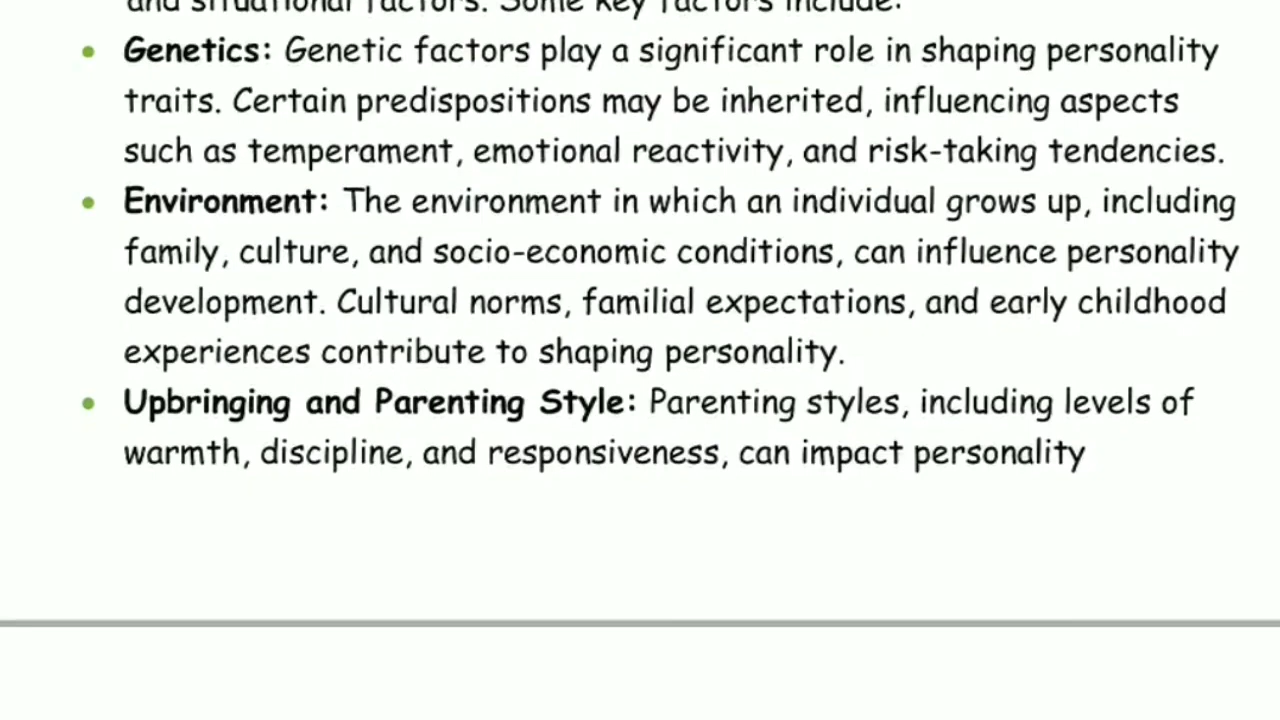 and situational factors. Some key factors include:
• Genetics: Genetic factors play a significant role in shaping personality
traits. Certain predispositions may be inherited, influencing aspects
such as temperament, emotional reactivity, and risk-taking tendencies.
• Environment: The environment in which an individual grows up, including
family, culture, and socio-economic conditions, can influence personality
development. Cultural norms, familial expectations, and early childhood
experiences contribute to shaping personality.
• Upbringing and Parenting Style: Parenting styles, including levels of
warmth, discipline, and responsiveness, can impact personality